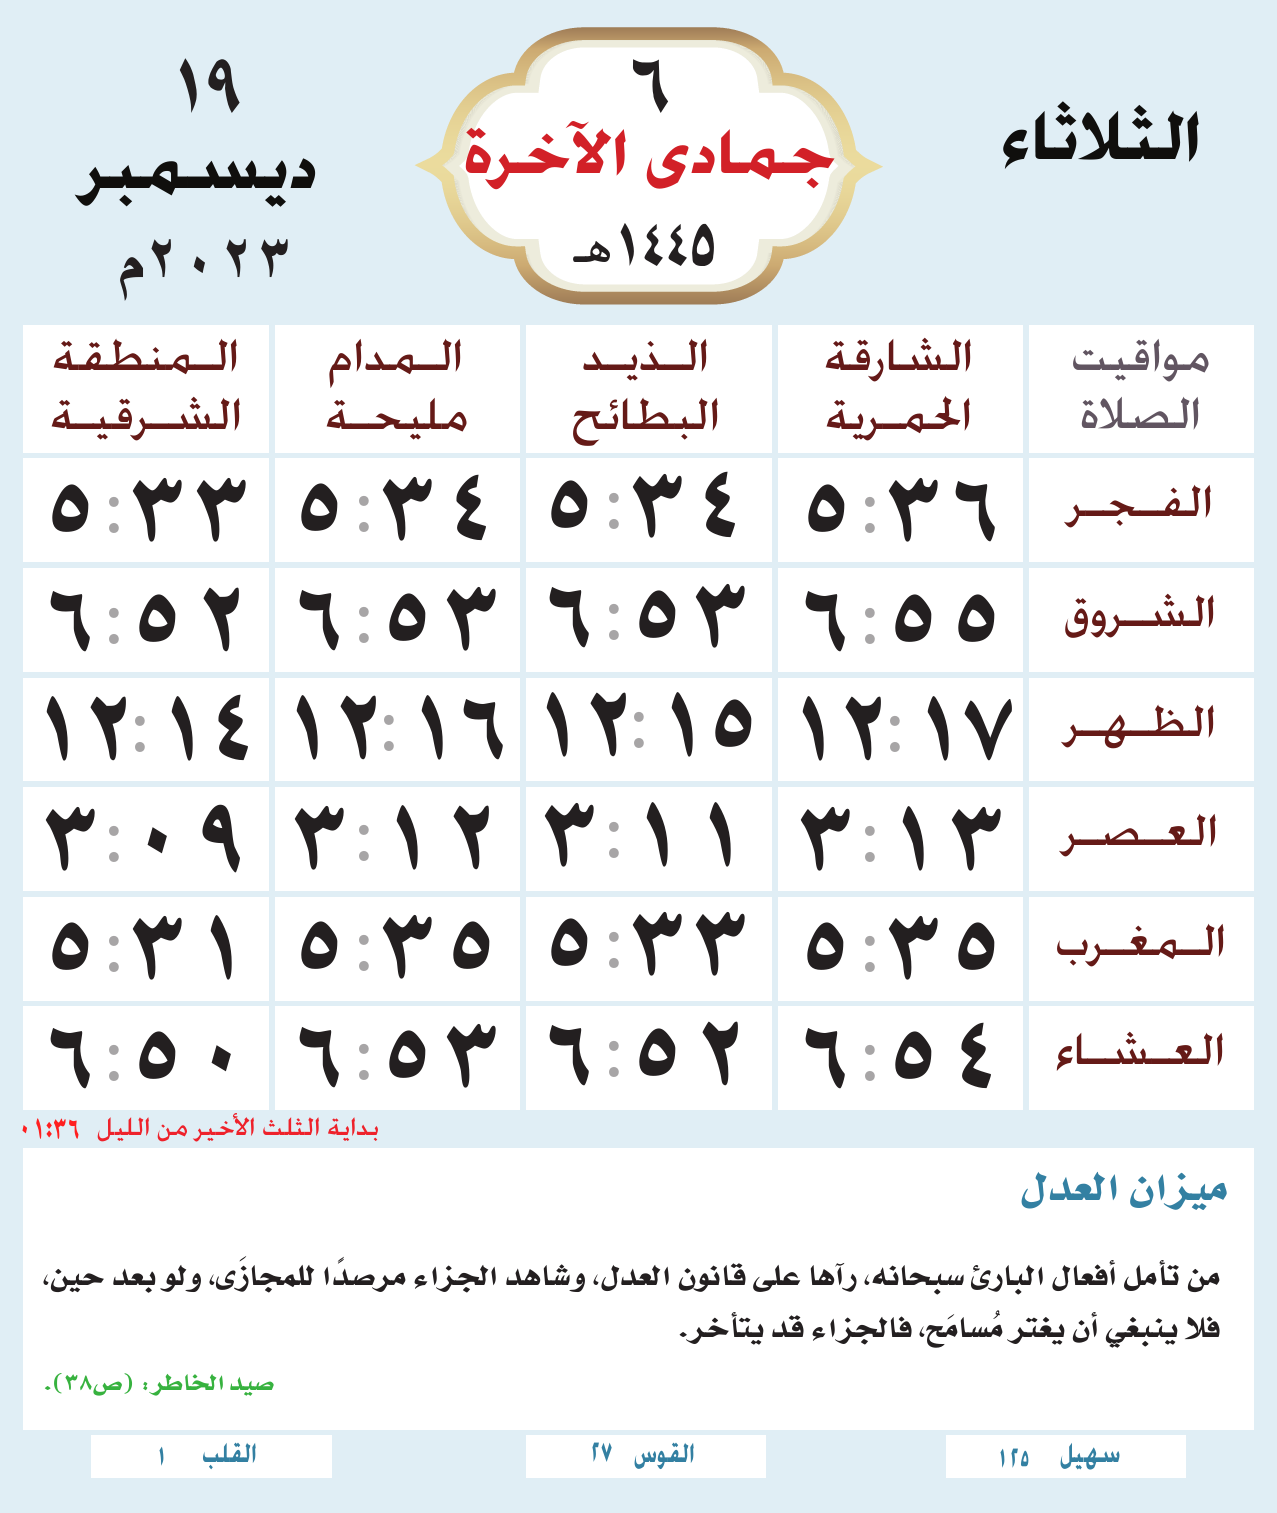 الثلاثاء
٦
جمادى الآخرة
١٤٤٥هـ
١٩
ديسمبر
٢٠٢٣م
مواقيت الصلاة	الشارقة الحمرية	الذيد البطائح	المدام مليحة	المنطقة الشرقية
الفجر	٥:٣٦	٥:٣٤	٥:٣٤	٥:٣٣
الشروق	٦:٥٥	٦:٥٣	٦:٥٣	٦:٥٢
الظهر	١٢:١٧	١٢:١٥	١٢:١٦	١٢:١٤
العصر	٣:١٣	٣:١١	٣:١٢	٣:٠٩
المغرب	٥:٣٥	٥:٣٣	٥:٣٥	٥:٣١
العشاء	٦:٥٤	٦:٥٢	٦:٥٣	٦:٥٠
بداية الثلث الأخير من الليل ٠١:٣٦
ميزان العدل
من تأمل أفعال البارئ سبحانه، رآها على قانون العدل، وشاهد الجزاء مرصدًا للمجازَى، ولو بعد حين،
فلا ينبغي أن يغتر مُسامَح، فالجزاء قد يتأخر.
صيد الخاطر: (ص٣٨).
سهيل ١٢٥	القوس ٢٧	القلب ١